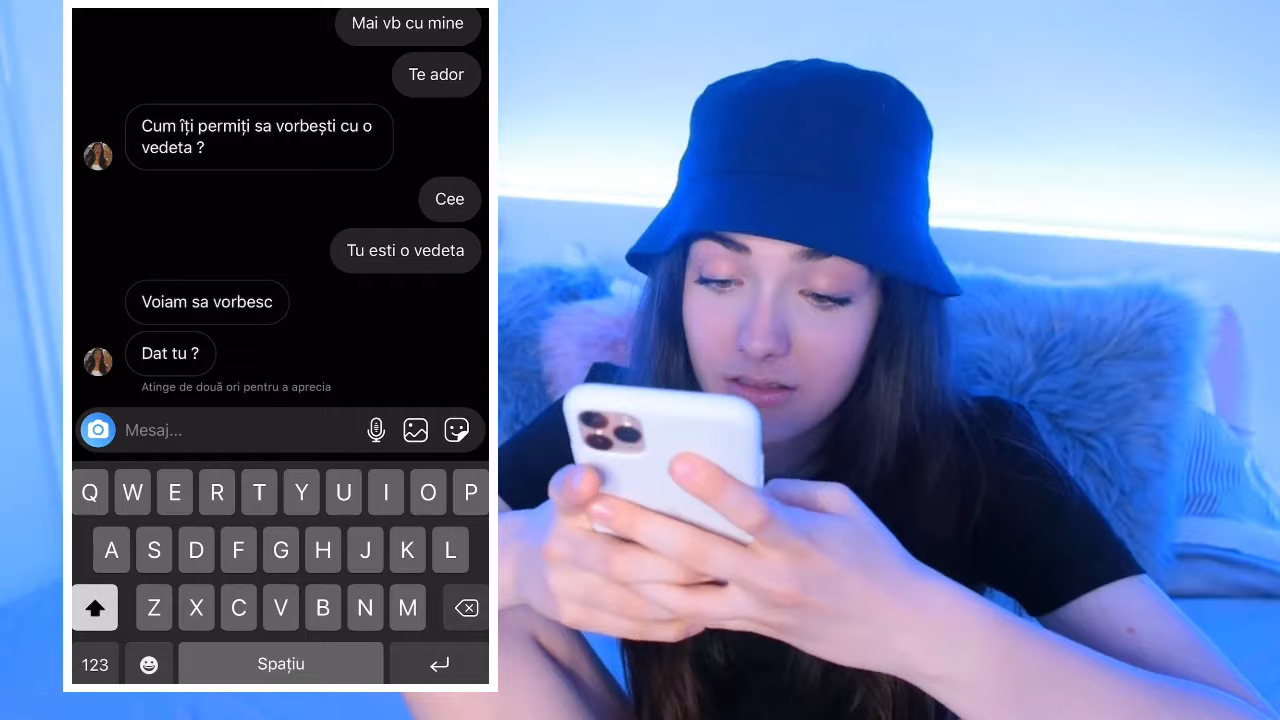 Mai vb cu mine
Te ador
Cum îți permiți sa vorbești cu o
vedeta ?
Cee
Tu esti o vedeta
Voiam sa vorbesc
Dat tu ?
Atinge de două ori pentru a aprecia
Mesaj...
Q W E R T Y U I O P
A S D F G H J K L
Z X C V B N M
123 Spațiu